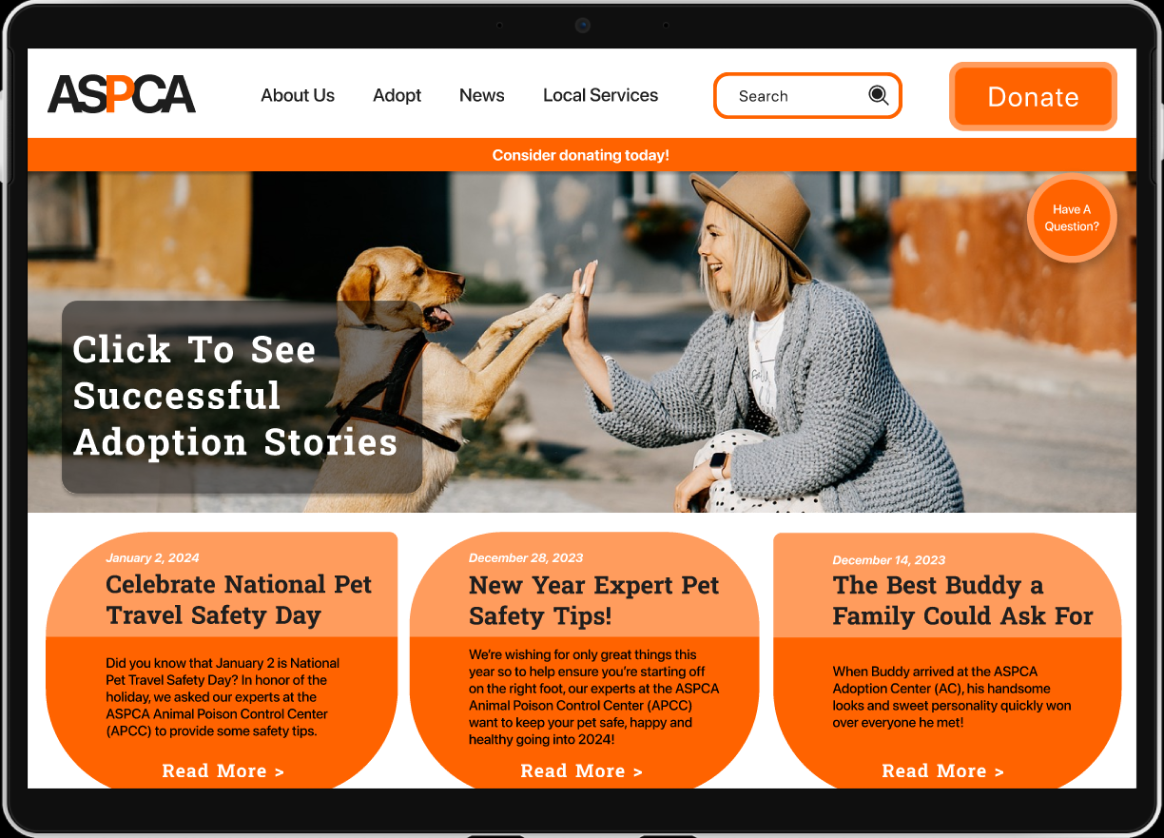 ASPCA
About Us
Adopt
News
Local Services
Search
Donate
Consider donating today!
Have A
Question?
Click To See
Successful
Adoption Stories
January 2, 2024
Celebrate National Pet
Travel Safety Day
Did you know that January 2 is National
Pet Travel Safety Day? In honor of the
holiday, we asked our experts at the
ASPCA Animal Poison Control Center
(APCC) to provide some safety tips.
Read More >
December 28, 2023
New Year Expert Pet
Safety Tips!
We’re wishing for only great things this
year so to help ensure you’re starting off
on the right foot, our experts at the ASPCA
Animal Poison Control Center (APCC)
want to keep your pet safe, happy and
healthy going into 2024!
Read More >
December 14, 2023
The Best Buddy a
Family Could Ask For
When Buddy arrived at the ASPCA
Adoption Center (AC), his handsome
looks and sweet personality quickly won
over everyone he met!
Read More >